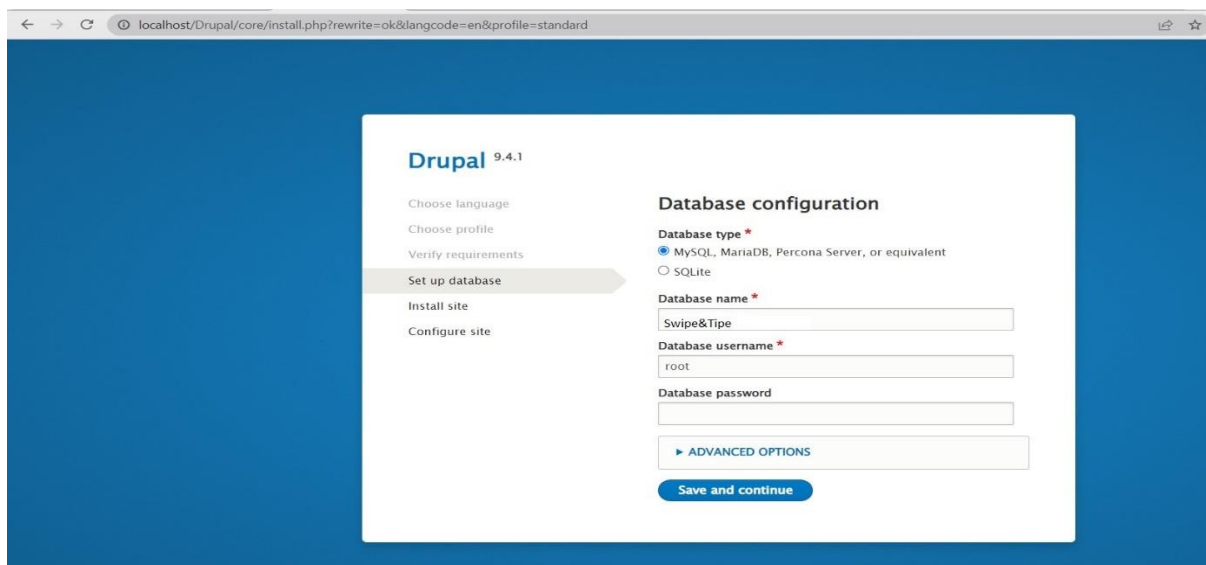 localhost/Drupal/core/install.php?rewrite=ok&langcode=en&profile=standard
Drupal 9.4.1
Choose language
Choose profile
Verify requirements
Set up database
Install site
Configure site
Database configuration
Database type *
MySQL, MariaDB, Percona Server, or equivalent
SQLite
Database name *
Swipe&Tipe
Database username *
root
Database password
ADVANCED OPTIONS
Save and continue